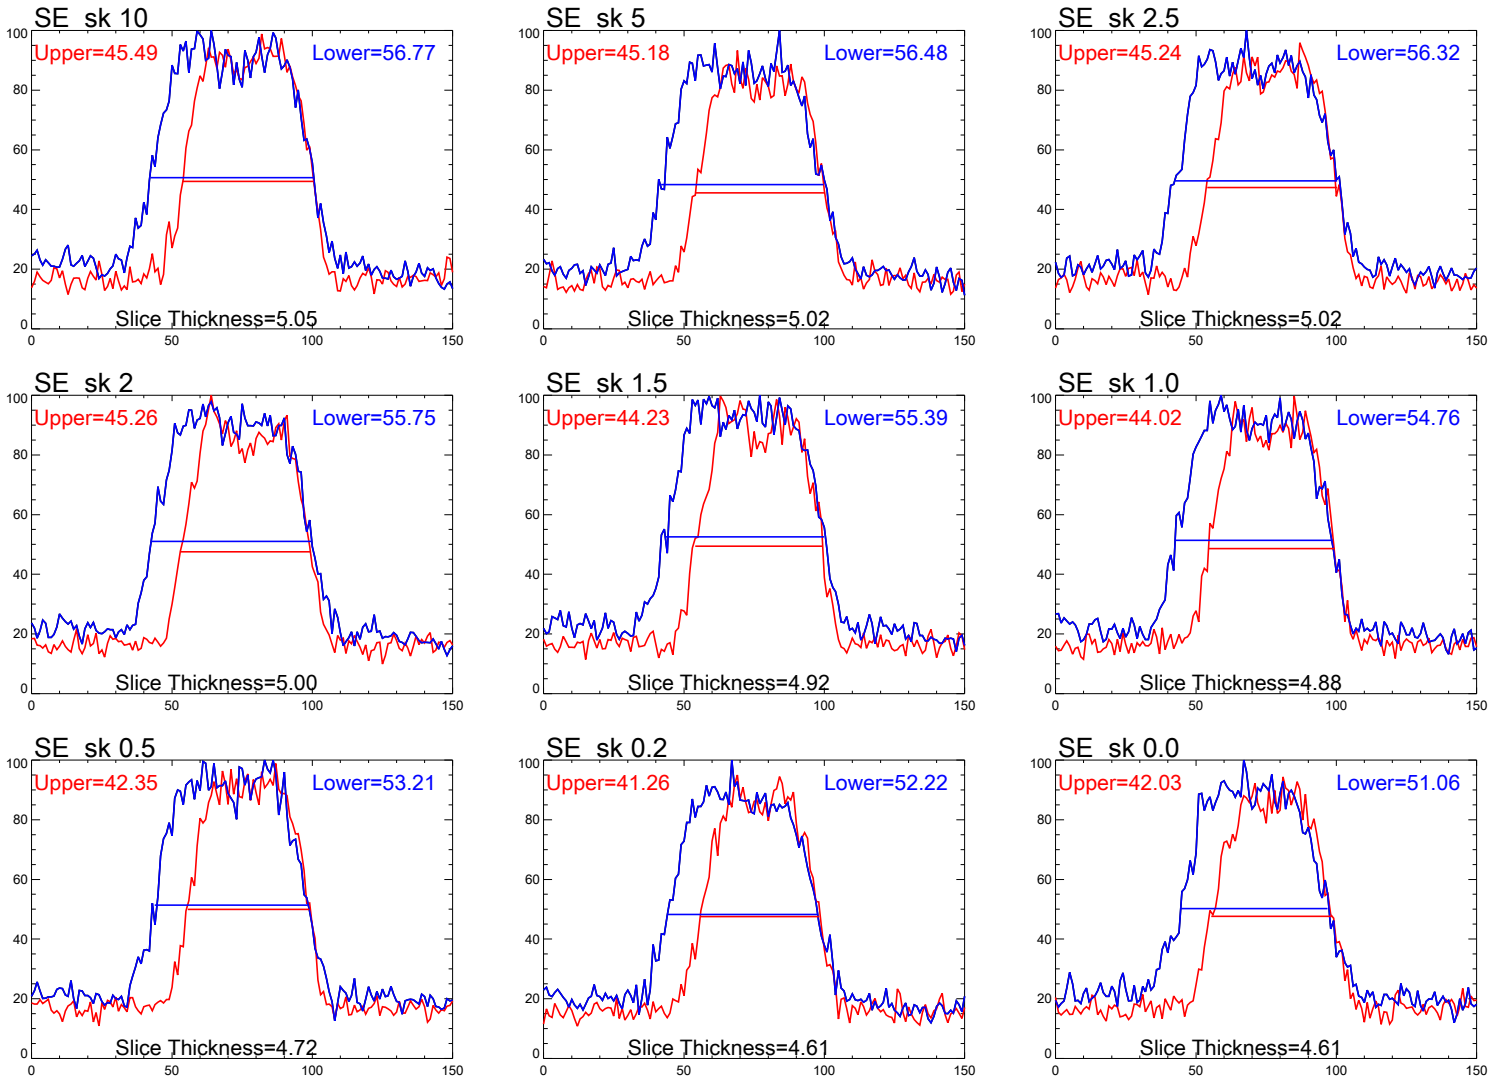 SE sk 10
SE sk 5
SE sk 2.5
Upper=45.49 Lower=56.77
Upper=45.18 Lower=56.48
Upper=45.24 Lower=56.32
100
80
60
40
20
0
Slice Thickness=5.05
0 50 100 150
100
80
60
40
20
0
Slice Thickness=5.02
0 50 100 150
100
80
60
40
20
0
Slice Thickness=5.02
0 50 100 150
SE sk 2
SE sk 1.5
SE sk 1.0
Upper=45.26 Lower=55.75
Upper=44.23 Lower=55.39
Upper=44.02 Lower=54.76
100
80
60
40
20
0
Slice Thickness=5.00
0 50 100 150
100
80
60
40
20
0
Slice Thickness=4.92
0 50 100 150
100
80
60
40
20
0
Slice Thickness=4.88
0 50 100 150
SE sk 0.5
SE sk 0.2
SE sk 0.0
Upper=42.35 Lower=53.21
Upper=41.26 Lower=52.22
Upper=42.03 Lower=51.06
100
80
60
40
20
0
Slice Thickness=4.72
0 50 100 150
100
80
60
40
20
0
Slice Thickness=4.61
0 50 100 150
100
80
60
40
20
0
Slice Thickness=4.61
0 50 100 150